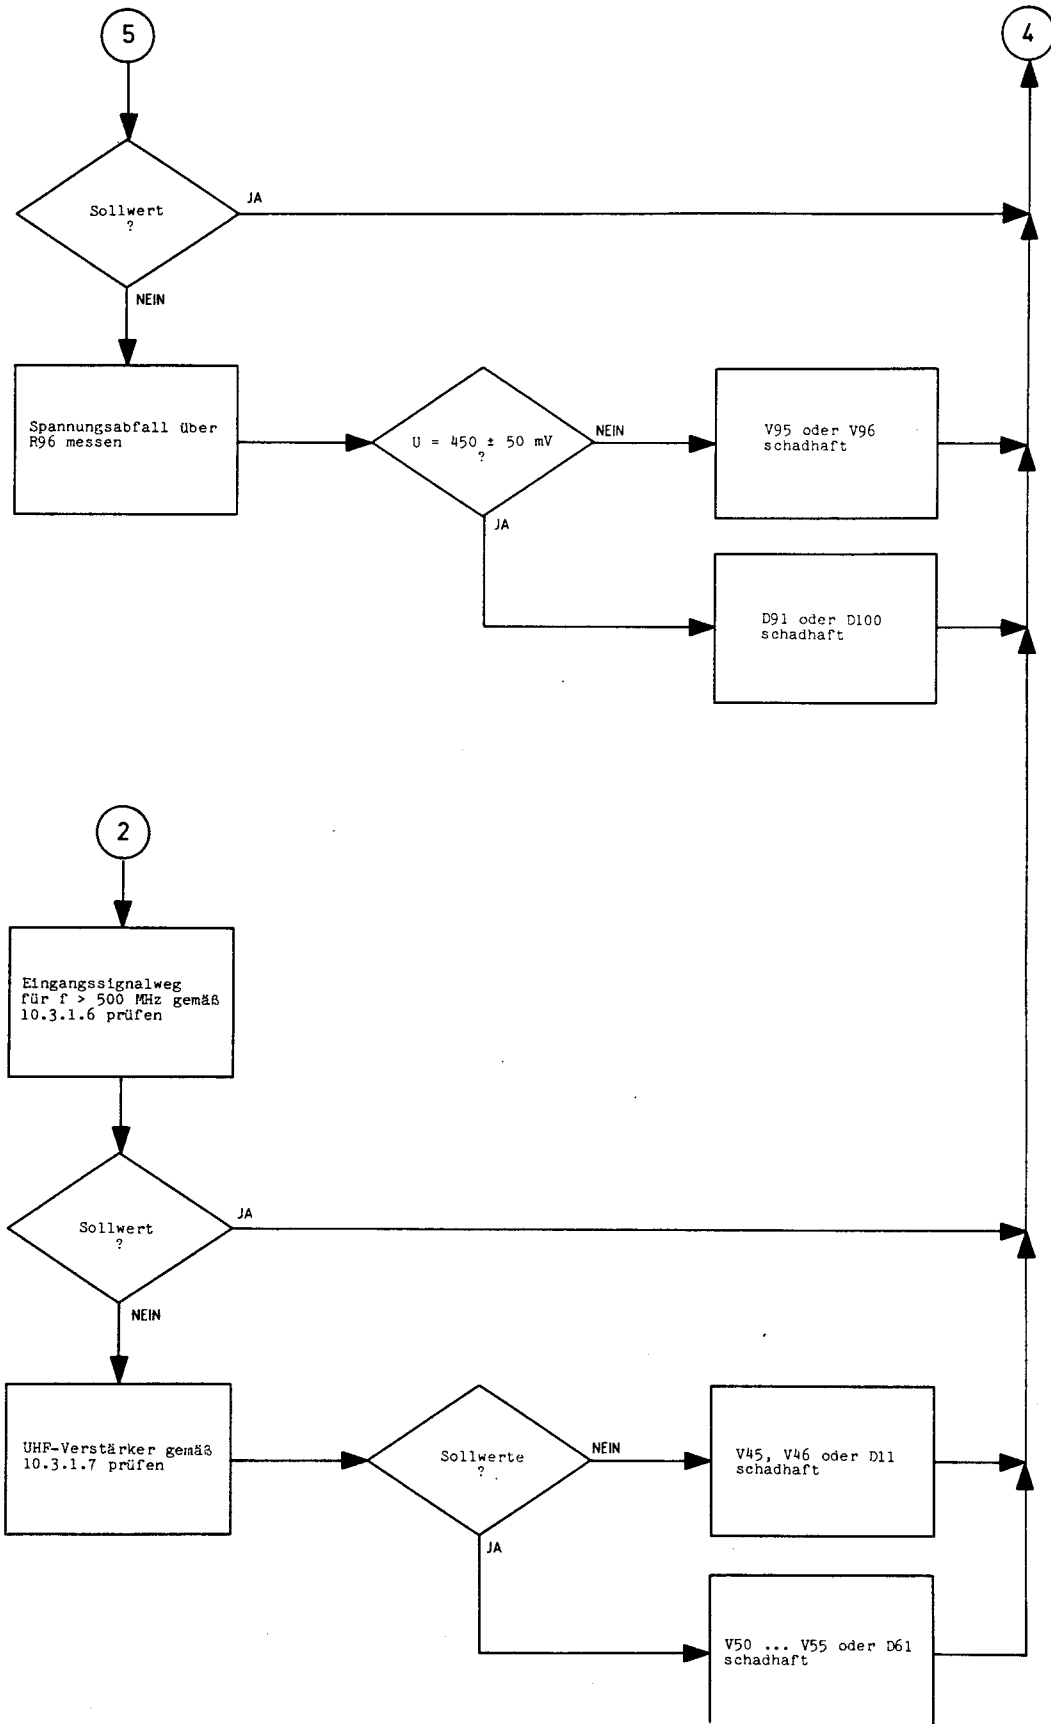 5
4
JA
Sollwert
?
NEIN
Spannungsabfall über
R96 messen
U = 450 ± 50 mV
?
NEIN
V95 oder V96
schadhaft
JA
D91 oder D100
schadhaft
2
Eingangssignalweg
für f > 500 MHz gemäß
10.3.1.6 prüfen
JA
Sollwert
?
NEIN
UHF-Verstärker gemäß
10.3.1.7 prüfen
Sollwerte
?
NEIN
V45, V46 oder D11
schadhaft
JA
V50 ... V55 oder D61
schadhaft